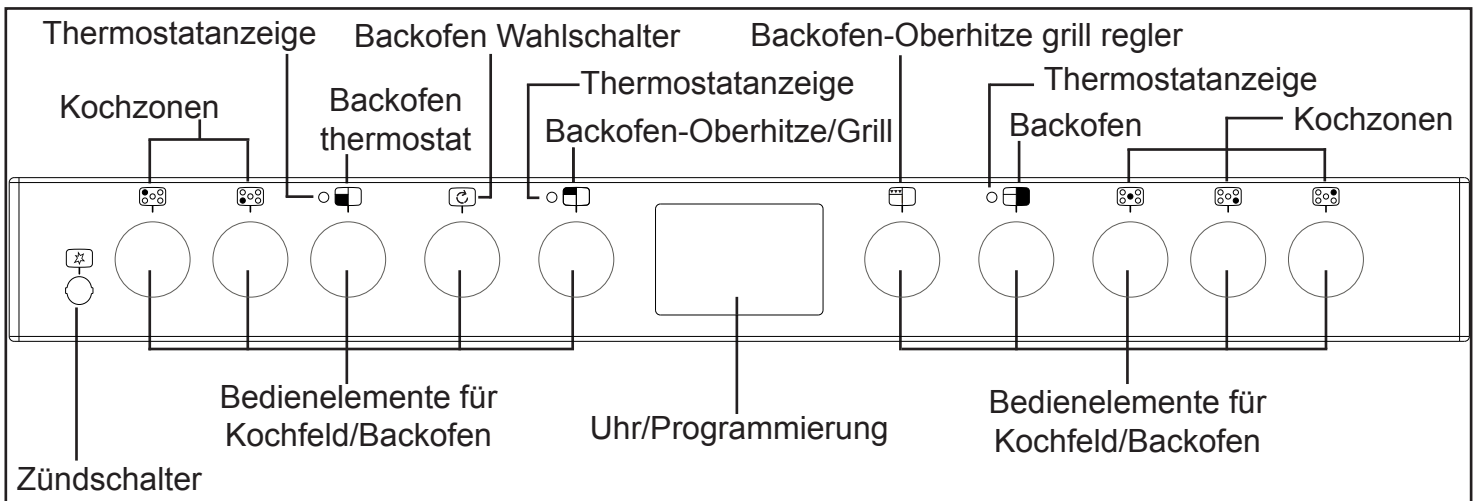 Thermostatanzeige
Backofen Wahlschalter
Backofen-Oberhitze grill regler
Thermostatanzeige
Thermostatanzeige
Kochzonen
Backofen
thermostat
Backofen-Oberhitze/Grill
Backofen
Kochzonen
Bedienelemente für
Kochfeld/Backofen
Uhr/Programmierung
Bedienelemente für
Kochfeld/Backofen
Zündschalter